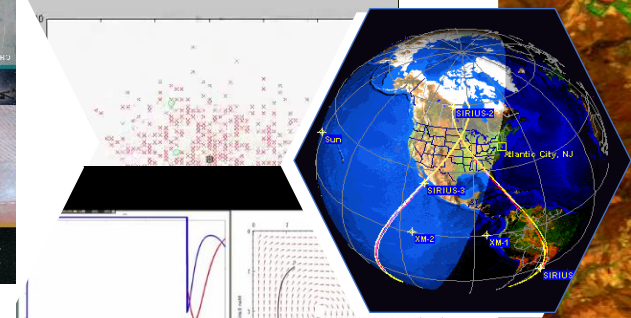 SIRIUS-2
Sun
Atlantic City, NJ
SIRIUS-3
XM-2
XM-1
SIRIUS